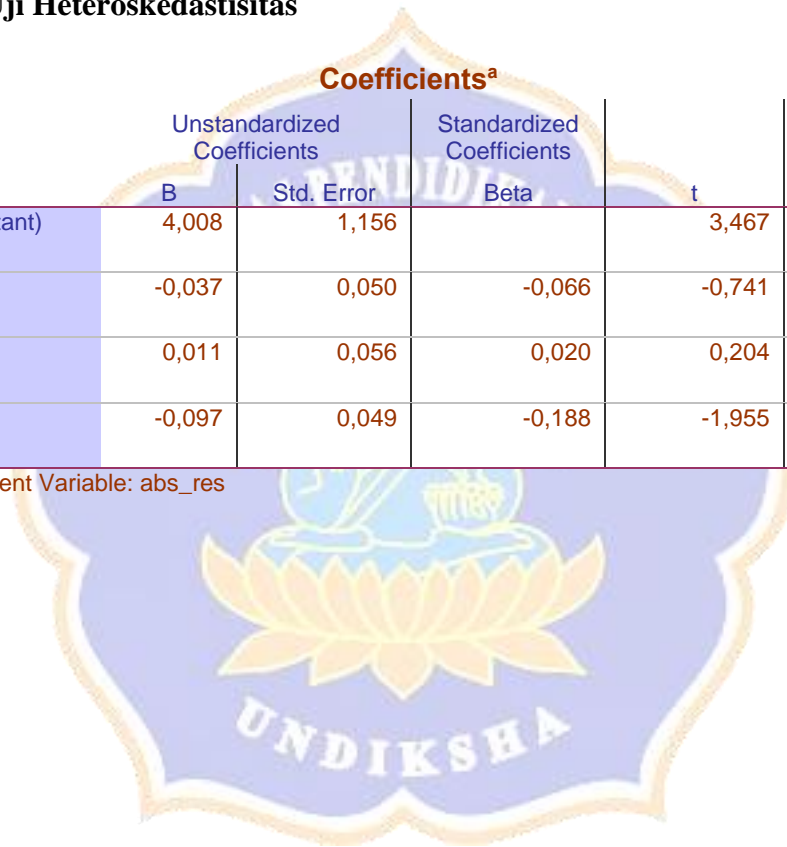 Uji Heteroskedastisitas
Coefficientsᵃ
Unstandardized Coefficients Standardized Coefficients
B Std. Error Beta t
tant) 4,008 1,156 3,467
-0,037 0,050 -0,066 -0,741
0,011 0,056 0,020 0,204
-0,097 0,049 -0,188 -1,955
ent Variable: abs_res
UNDIKSHA